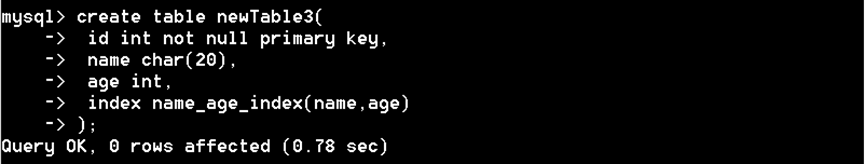 mysql> create table newTable3(
    -> id int not null primary key,
    -> name char(20),
    -> age int,
    -> index name_age_index(name,age)
    -> );
Query OK, 0 rows affected (0.78 sec)